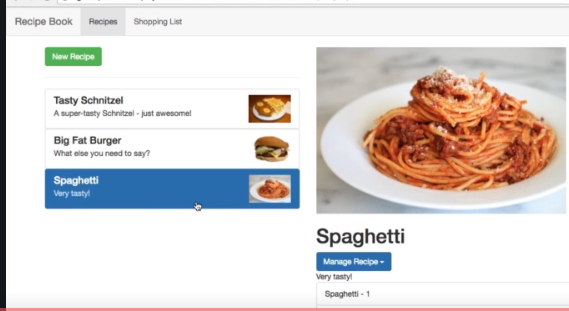 Recipe Book Recipes Shopping List
New Recipe
Tasty Schnitzel
A super-tasty Schnitzel - just awesome!
Big Fat Burger
What else you need to say?
Spaghetti
Very tasty!
Spaghetti
Manage Recipe
Very tasty!
Spaghetti - 1